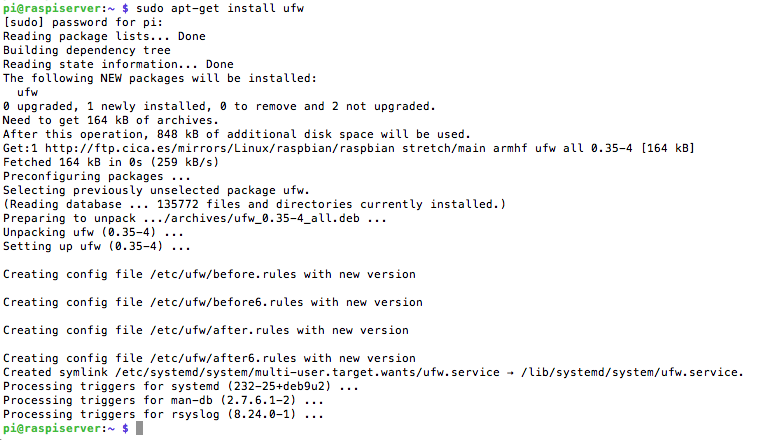 pi@raspiserver:~ $ sudo apt-get install ufw
[sudo] password for pi:
Reading package lists... Done
Building dependency tree
Reading state information... Done
The following NEW packages will be installed:
  ufw
0 upgraded, 1 newly installed, 0 to remove and 2 not upgraded.
Need to get 164 kB of archives.
After this operation, 848 kB of additional disk space will be used.
Get:1 http://ftp.cica.es/mirrors/Linux/raspbian/raspbian stretch/main armhf ufw all 0.35-4 [164 kB]
Fetched 164 kB in 0s (259 kB/s)
Preconfiguring packages ...
Selecting previously unselected package ufw.
(Reading database ... 135772 files and directories currently installed.)
Preparing to unpack .../archives/ufw_0.35-4_all.deb ...
Unpacking ufw (0.35-4) ...
Setting up ufw (0.35-4) ...

Creating config file /etc/ufw/before.rules with new version

Creating config file /etc/ufw/before6.rules with new version

Creating config file /etc/ufw/after.rules with new version

Creating config file /etc/ufw/after6.rules with new version
Created symlink /etc/systemd/system/multi-user.target.wants/ufw.service → /lib/systemd/system/ufw.service.
Processing triggers for systemd (232-25+deb9u2) ...
Processing triggers for man-db (2.7.6.1-2) ...
Processing triggers for rsyslog (8.24.0-1) ...
pi@raspiserver:~ $